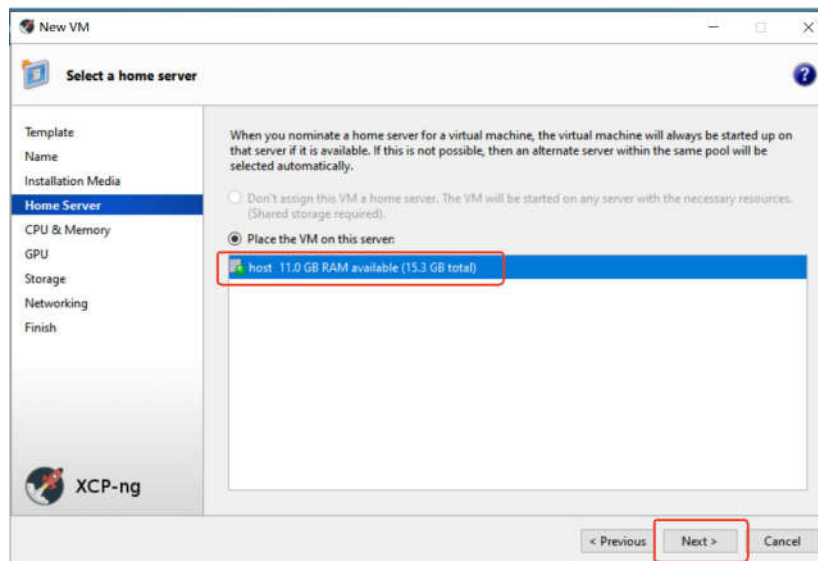 New VM
Select a home server
?
Template
Name
Installation Media
Home Server
CPU & Memory
GPU
Storage
Networking
Finish
When you nominate a home server for a virtual machine, the virtual machine will always be started up on
that server if it is available. If this is not possible, then an alternate server within the same pool will be
selected automatically.
Don't assign this VM a home server. The VM will be started on any server with the necessary resources.
(Shared storage required).
Place the VM on this server:
host 11.0 GB RAM available (15.3 GB total)
XCP-ng
< Previous
Next >
Cancel